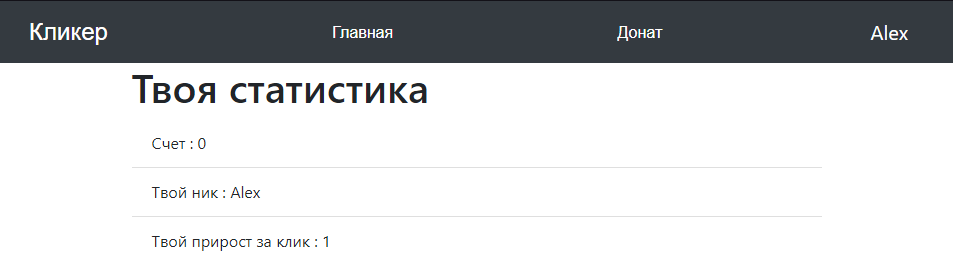 Кликер Главная Донат Alex
Твоя статистика
Счет : 0
Твой ник : Alex
Твой прирост за клик : 1